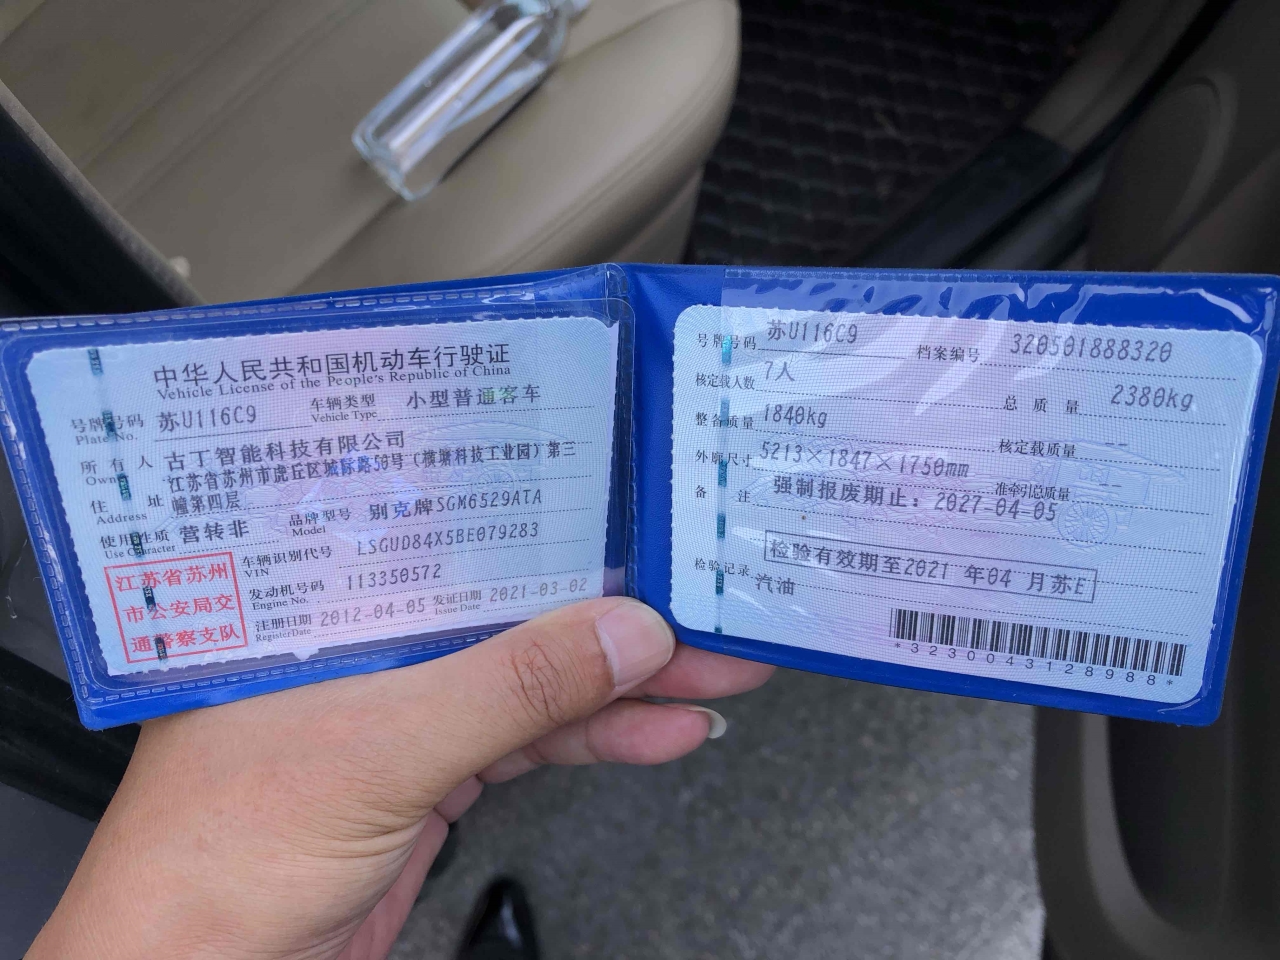 中华人民共和国机动车行驶证
Vehicle License of the People's Republic of China
号牌号码 苏U116C9 车辆类型 小型普通客车
Plate No. Vehicle Type
所有人 古丁智能科技有限公司
Owner
住址 江苏省苏州市虎丘区城际路50号（横塘科技工业园）第三
Address 幢第四层
使用性质 营转非 品牌型号 别克牌SGM6529ATA
Use Character Model
江苏省苏州
市公安局交
通警察支队
车辆识别代号 LSGUD84X5BE079283
VIN
发动机号码 113350572
Engine No.
注册日期 2012-04-05 发证日期 2021-03-02
Register Date Issue Date
号牌号码 苏U116C9 档案编号 320501888320
核定载人数 7人 总质量 2380kg
整备质量 1840kg 核定载质量 --
外廓尺寸 5213×1847×1750mm 准牵引总质量 --
备注 强制报废期止：2027-04-05
检验有效期至2021 年04 月苏E
检验记录 汽油
*3230043128988*